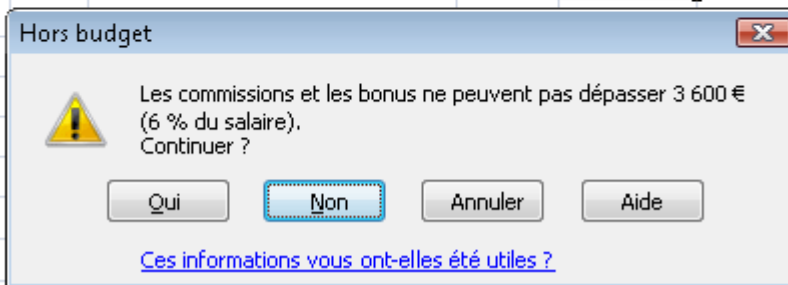 Hors budget
Les commissions et les bonus ne peuvent pas dépasser 3 600 €
(6 % du salaire).
Continuer ?
Oui Non Annuler Aide
Ces informations vous ont-elles été utiles ?